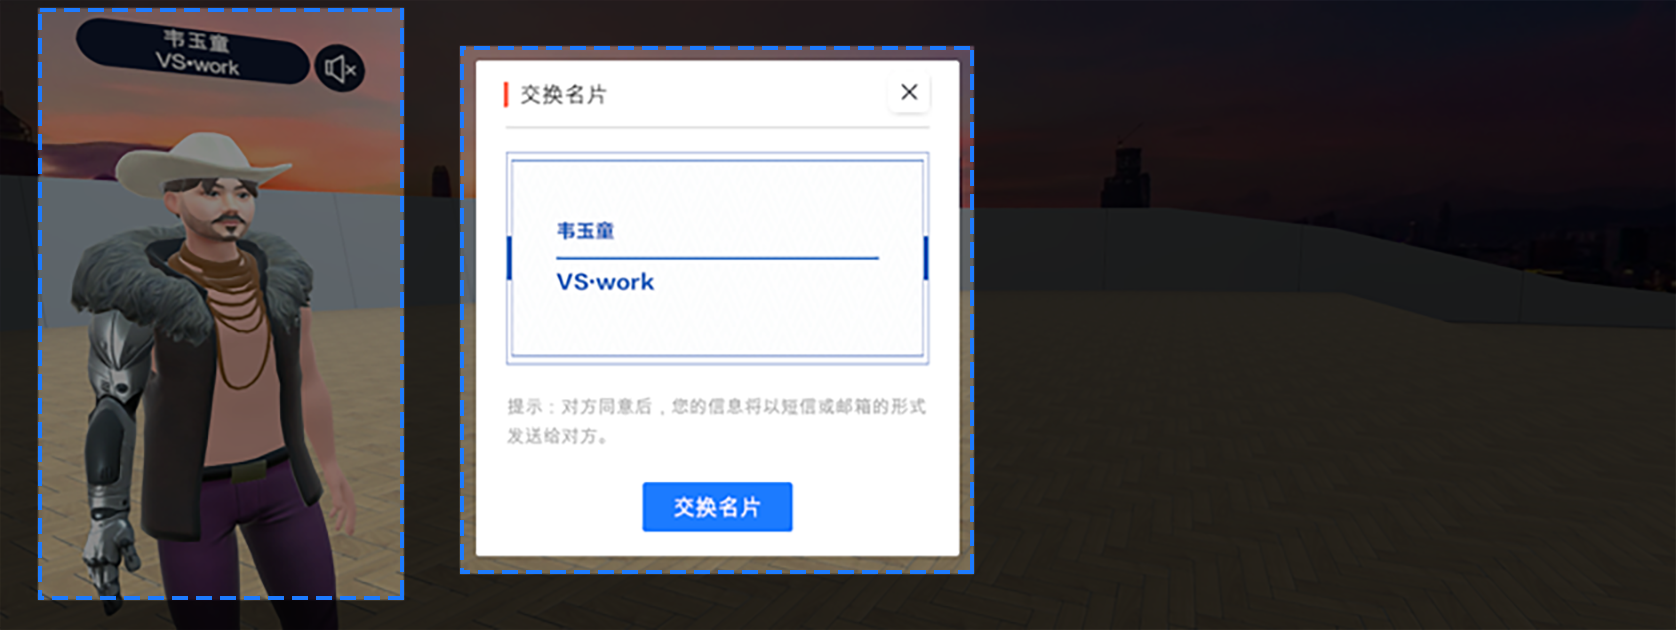 韦玉童
VS•work
交换名片
韦玉童
VS·work
提示：对方同意后，您的信息将以短信或邮箱的形式
发送给对方。
交换名片